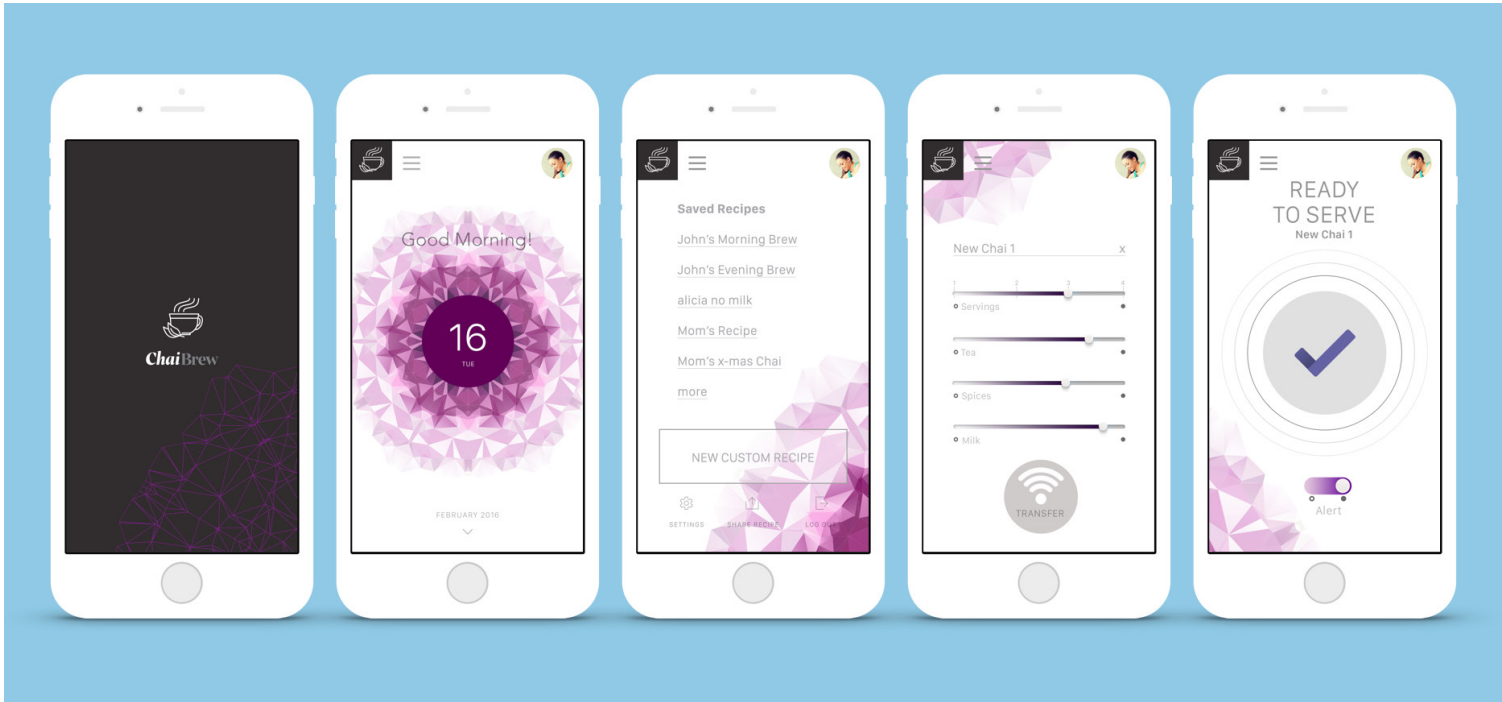 ChaiBrew
Good Morning!
16
TUE
FEBRUARY 2016
Saved Recipes
John's Morning Brew
John's Evening Brew
alicia no milk
Mom's Recipe
Mom's x-mas Chai
more
NEW CUSTOM RECIPE
SETTINGS SHARE RECIPE LOG OUT
New Chai 1 x
1 2 3 4
Servings
Tea
Spices
Milk
TRANSFER
READY
TO SERVE
New Chai 1
Alert